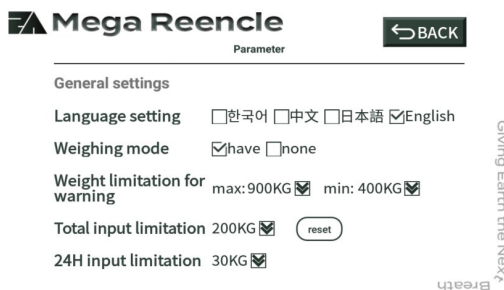 Mega Reencle
BACK
Parameter
General settings
Language setting 한국어 中文 日本語 English
Weighing mode have none
Weight limitation for
warning
max:900KG min: 400KG
Total input limitation 200KG reset
24H input limitation 30KG
Giving Earth the Next
Breath